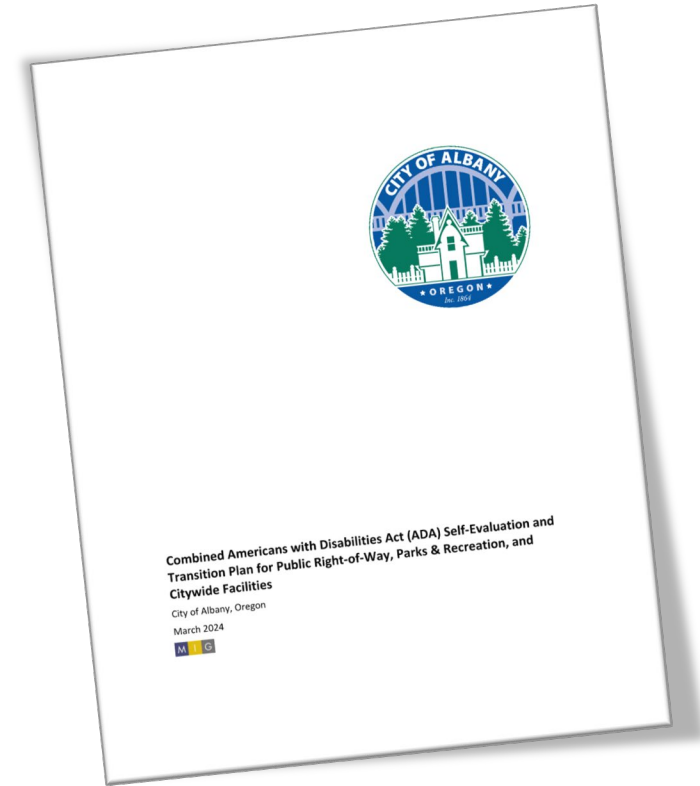 CITY OF ALBANY
★ OREGON ★
Inc. 1864
Combined Americans with Disabilities Act (ADA) Self-Evaluation and
Transition Plan for Public Right-of-Way, Parks & Recreation, and
Citywide Facilities
City of Albany, Oregon
March 2024
M I G